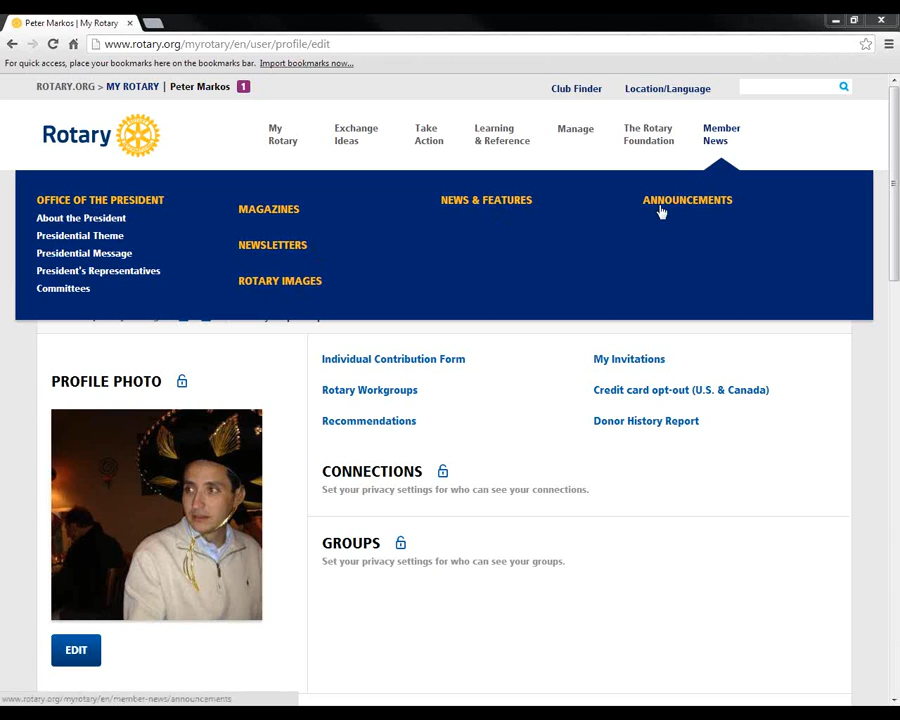 Peter Markos | My Rotary
www.rotary.org/myrotary/en/user/profile/edit
For quick access, place your bookmarks here on the bookmarks bar. Import bookmarks now...
ROTARY.ORG > MY ROTARY | Peter Markos 1
Club Finder
Location/Language
Rotary
My
Rotary
Exchange
Ideas
Take
Action
Learning
& Reference
Manage
The Rotary
Foundation
Member
News
OFFICE OF THE PRESIDENT
About the President
Presidential Theme
Presidential Message
President's Representatives
Committees
MAGAZINES
NEWSLETTERS
ROTARY IMAGES
NEWS & FEATURES
ANNOUNCEMENTS
PROFILE PHOTO
EDIT
Individual Contribution Form
My Invitations
Rotary Workgroups
Credit card opt-out (U.S. & Canada)
Recommendations
Donor History Report
CONNECTIONS
Set your privacy settings for who can see your connections.
GROUPS
Set your privacy settings for who can see your groups.
www.rotary.org/myrotary/en/member-news/announcements